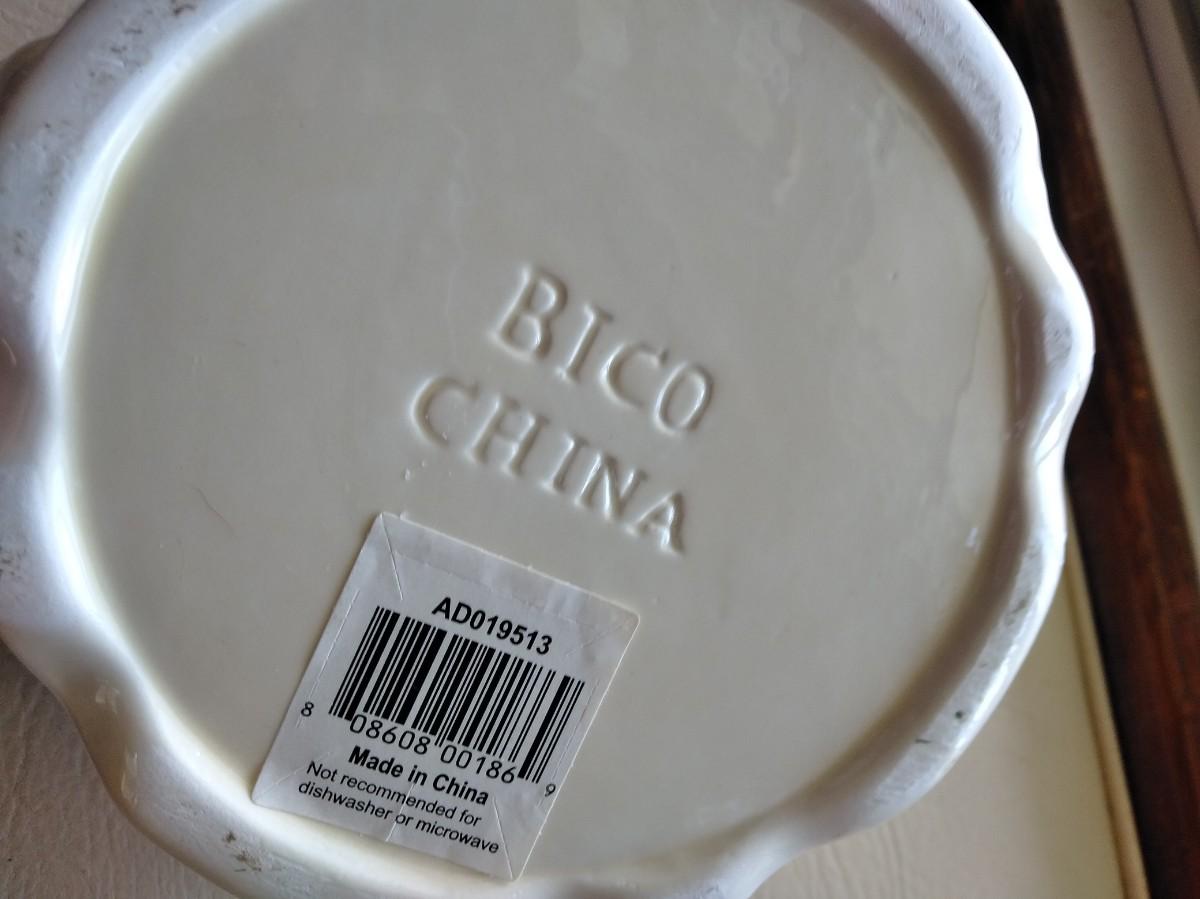 BICO
CHINA
AD019513
8 08608 00186 9
Made in China
Not recommended for
dishwasher or microwave